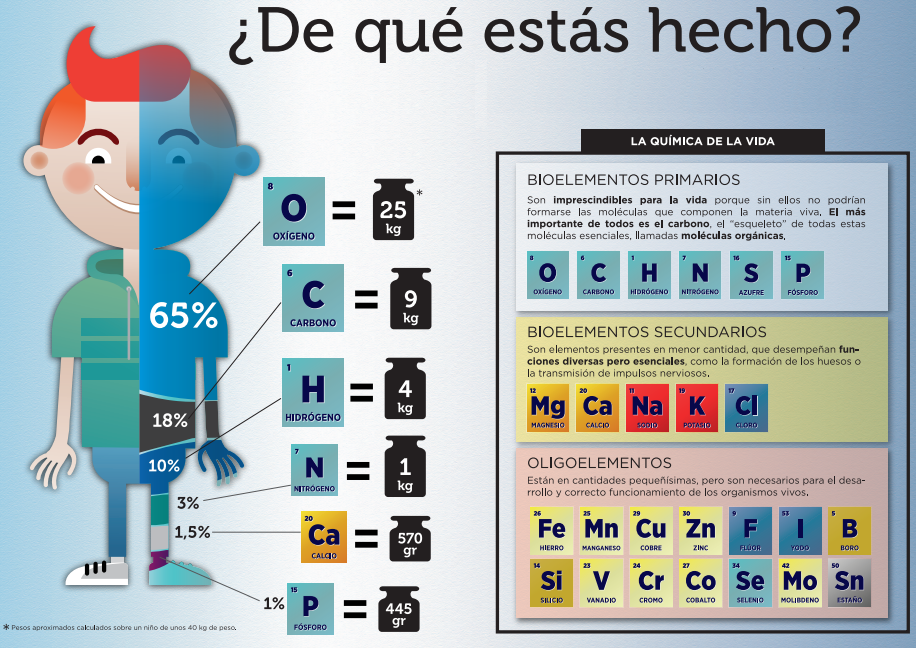 ¿De qué estás hecho?
8
O
OXÍGENO
=
25
kg
*
6
C
CARBONO
=
9
kg
1
H
HIDRÓGENO
=
4
kg
7
N
NITRÓGENO
=
1
kg
20
Ca
CALCIO
=
570
gr
15
P
FÓSFORO
=
445
gr
65%
18%
10%
3%
1,5%
1%
* Pesos aproximados calculados sobre un niño de unos 40 kg de peso.
LA QUÍMICA DE LA VIDA
BIOELEMENTOS PRIMARIOS
Son imprescindibles para la vida porque sin ellos no podrían
formarse las moléculas que componen la materia viva. El más
importante de todos es el carbono, el “esqueleto” de todas estas
moléculas esenciales, llamadas moléculas orgánicas.
8 6 1 7 16 15
O C H N S P
OXÍGENO CARBONO HIDRÓGENO NITRÓGENO AZUFRE FÓSFORO
BIOELEMENTOS SECUNDARIOS
Son elementos presentes en menor cantidad, que desempeñan fun-
ciones diversas pero esenciales, como la formación de los huesos o
la transmisión de impulsos nerviosos.
12 20 11 19 17
Mg Ca Na K Cl
MAGNESIO CALCIO SODIO POTASIO CLORO
OLIGOELEMENTOS
Están en cantidades pequeñísimas, pero son necesarios para el desa-
rrollo y correcto funcionamiento de los organismos vivos.
26 25 29 30 9 53 5
Fe Mn Cu Zn F I B
HIERRO MANGANESO COBRE ZINC FLÚOR YODO BORO
14 23 24 27 34 42 50
Si V Cr Co Se Mo Sn
SILICIO VANADIO CROMO COBALTO SELENIO MOLIBDENO ESTAÑO